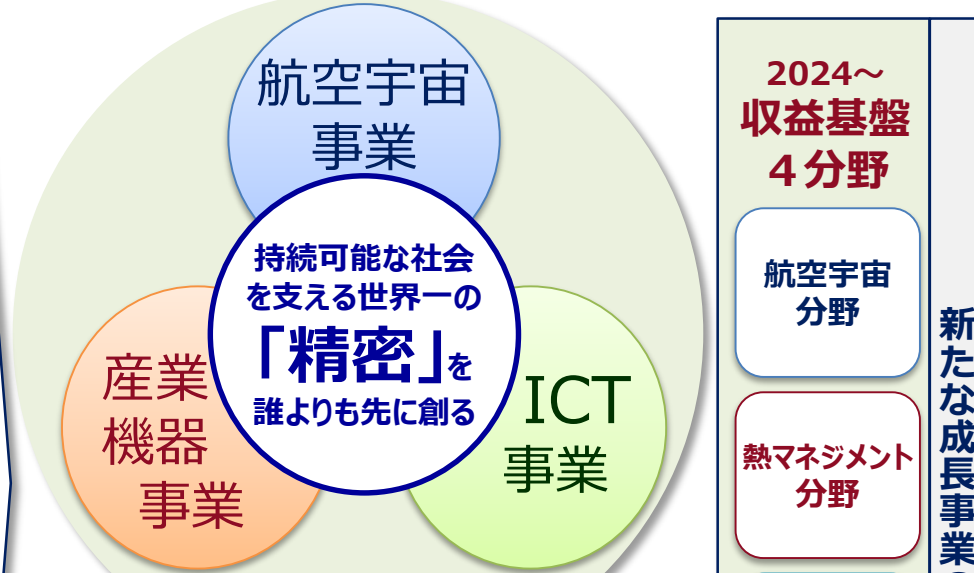 航空宇宙
事業
持続可能な社会
を支える世界一の
「精密」を
誰よりも先に創る
産業
機器
事業
ICT
事業
2024～
収益基盤
４分野
航空宇宙
分野
熱マネジメント
分野
新たな成長事業